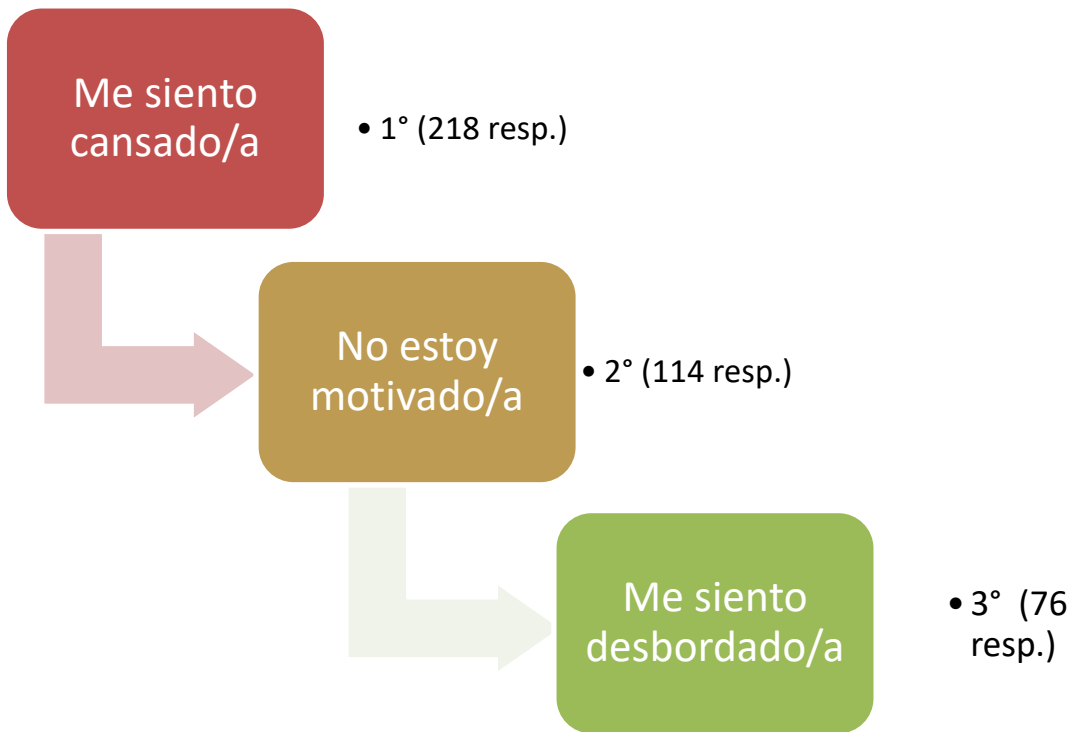 Me siento
cansado/a
• 1° (218 resp.)
No estoy
motivado/a
• 2° (114 resp.)
Me siento
desbordado/a
• 3° (76
resp.)